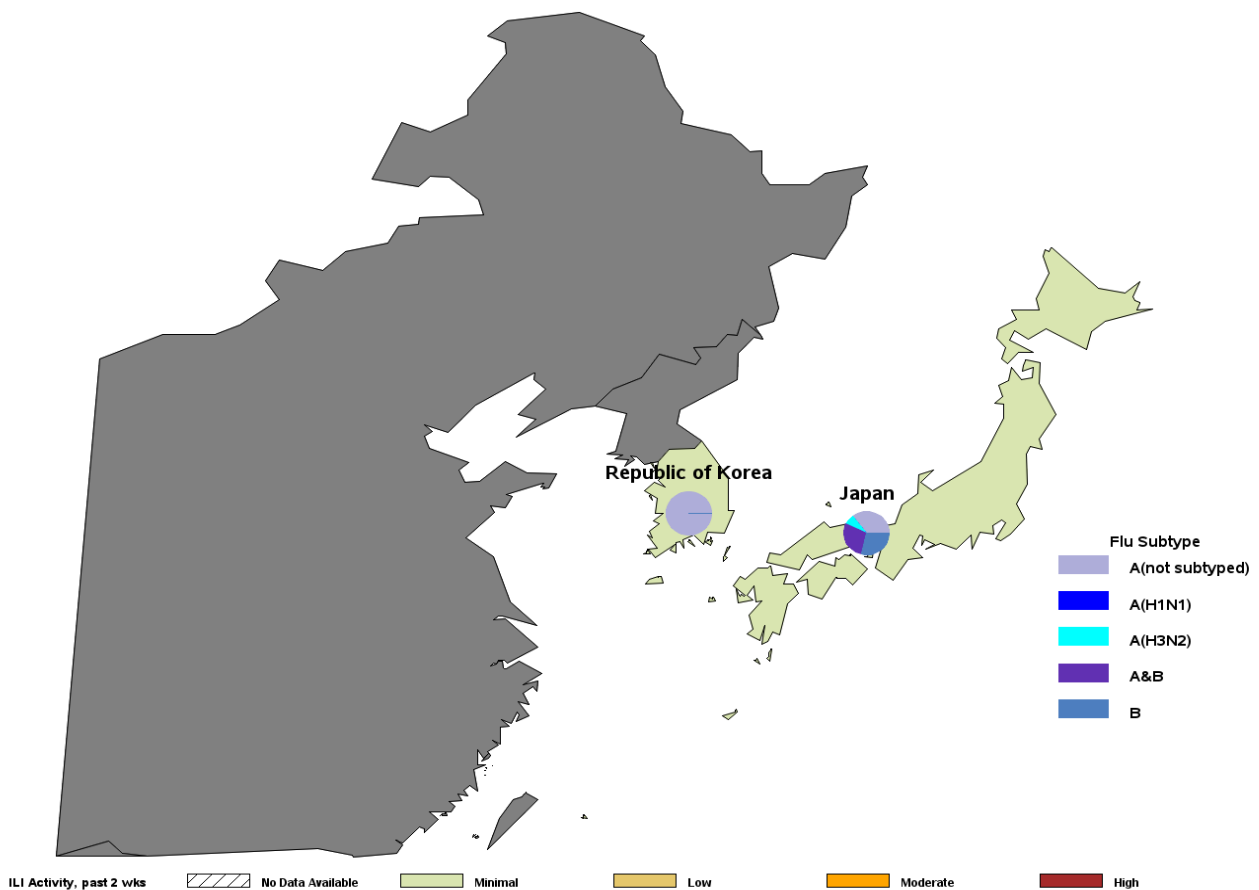 Republic of Korea
Japan
Flu Subtype
A(not subtyped)
A(H1N1)
A(H3N2)
A&B
B
ILI Activity, past 2 wks
No Data Available
Minimal
Low
Moderate
High